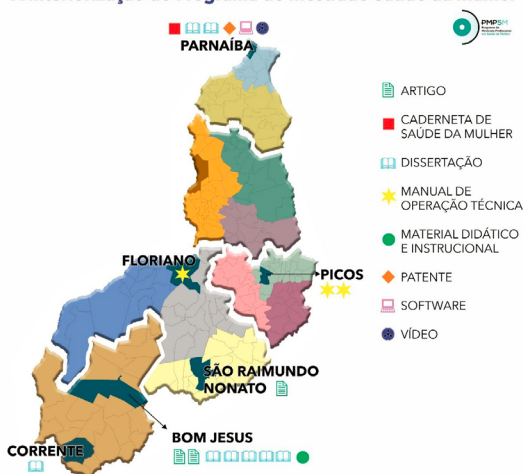 PMPSM
PARNAÍBA
ARTIGO
CADERNETA DE
SAÚDE DA MULHER
DISSERTAÇÃO
MANUAL DE
OPERAÇÃO TÉCNICA
MATERIAL DIDÁTICO
E INSTRUCIONAL
PATENTE
SOFTWARE
VÍDEO
FLORIANO
PICOS
SÃO RAIMUNDO
NONATO
BOM JESUS
CORRENTE